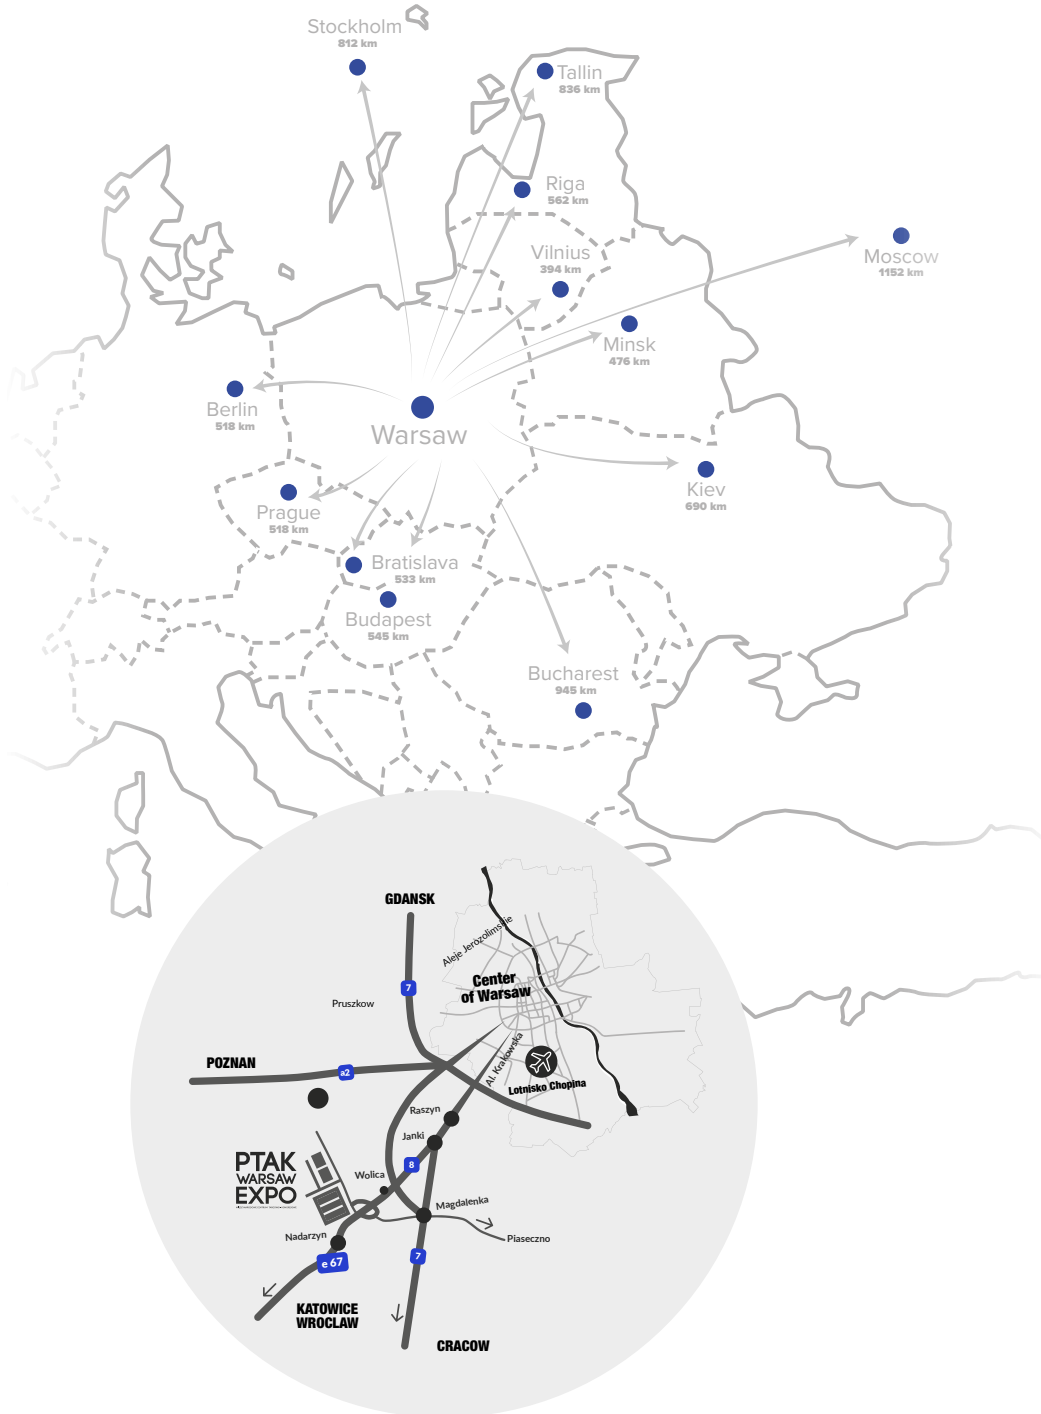 Stockholm
812 km
Tallin
836 km
Riga
562 km
Vilnius
394 km
Moscow
1152 km
Minsk
476 km
Berlin
518 km
Warsaw
Kiev
690 km
Prague
518 km
Bratislava
533 km
Budapest
545 km
Bucharest
945 km
GDANSK
Aleje Jerozolimskie
Center
of Warsaw
7
Pruszkow
POZNAN
a2
Al. Krakowska
Lotnisko Chopina
Raszyn
Janki
8
Wolica
PTAK
WARSAW
EXPO
Magdalenka
Nadarzyn
Piaseczno
e 67
7
KATOWICE
WROCLAW
CRACOW